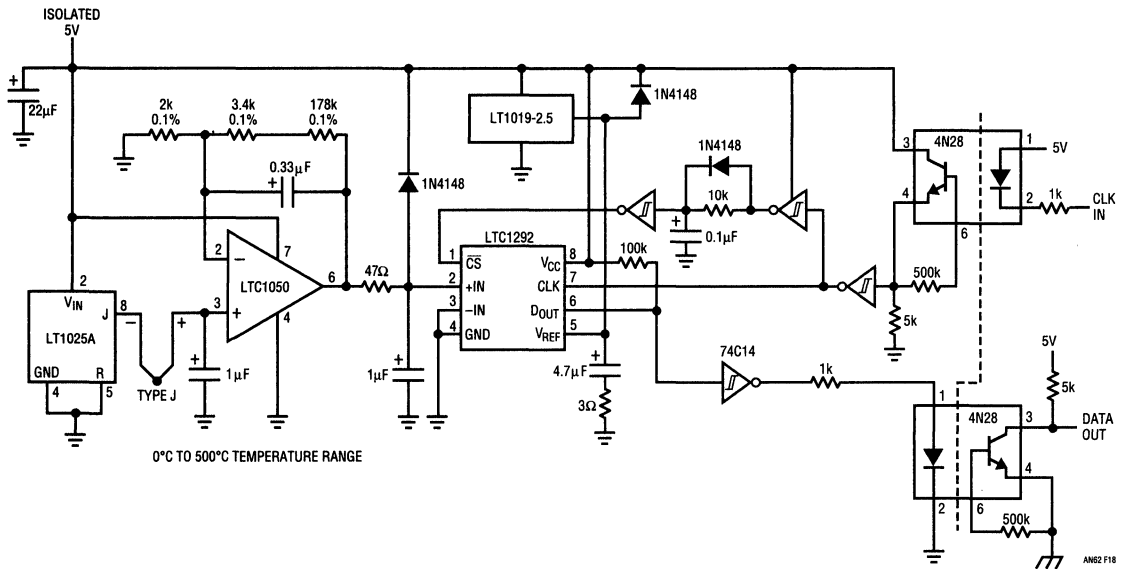 ISOLATED
5V
+
22µF
2k
0.1%
3.4k
0.1%
178k
0.1%
0.33µF
+
1N4148
LT1019-2.5
1N4148
1N4148
10k
+
0.1µF
3
4N28
1
5V
4
2
1k
CLK
IN
6
500k
5k
2
7
LTC1050
6
3
+
4
47Ω
+
1µF
LTC1292
1
CS
VCC
8
100k
2
+IN
CLK
7
3
–IN
DOUT
6
4
GND
VREF
5
+
4.7µF
3Ω
2
VIN
J
8
–
+
LT1025A
GND
R
4
5
TYPE J
+
1µF
74C14
1k
5V
5k
1
4N28
3
DATA
OUT
4
2
6
500k
0°C TO 500°C TEMPERATURE RANGE
AN62 F18